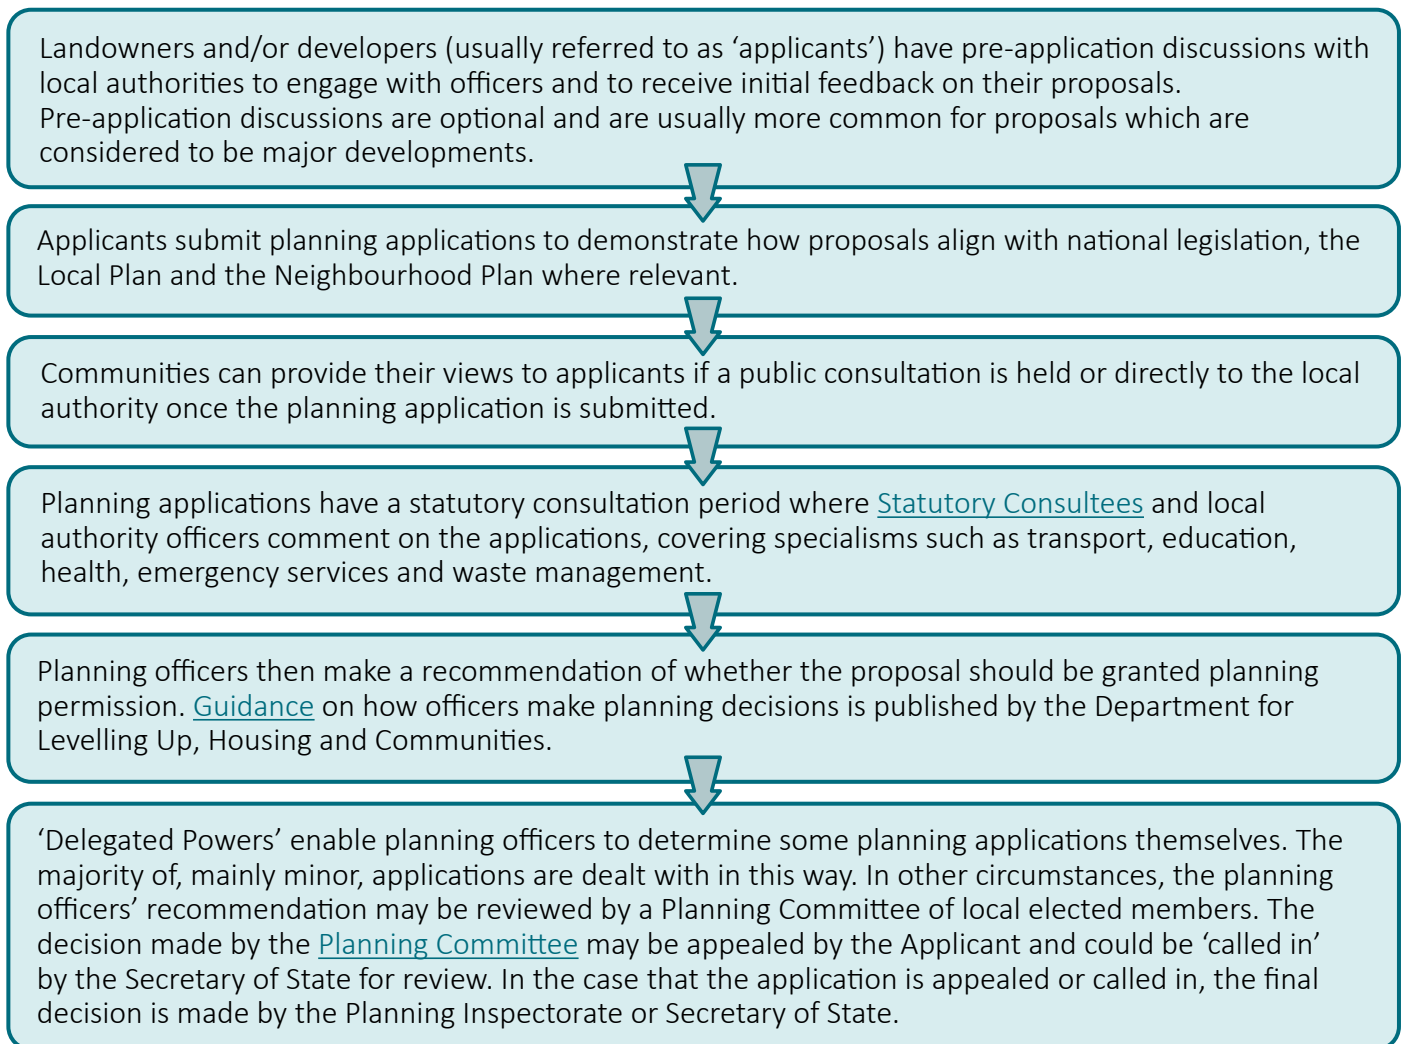 Landowners and/or developers (usually referred to as ‘applicants’) have pre-application discussions with
local authorities to engage with officers and to receive initial feedback on their proposals.
Pre-application discussions are optional and are usually more common for proposals which are
considered to be major developments.
Applicants submit planning applications to demonstrate how proposals align with national legislation, the
Local Plan and the Neighbourhood Plan where relevant.
Communities can provide their views to applicants if a public consultation is held or directly to the local
authority once the planning application is submitted.
Planning applications have a statutory consultation period where Statutory Consultees and local
authority officers comment on the applications, covering specialisms such as transport, education,
health, emergency services and waste management.
Planning officers then make a recommendation of whether the proposal should be granted planning
permission. Guidance on how officers make planning decisions is published by the Department for
Levelling Up, Housing and Communities.
‘Delegated Powers’ enable planning officers to determine some planning applications themselves. The
majority of, mainly minor, applications are dealt with in this way. In other circumstances, the planning
officers’ recommendation may be reviewed by a Planning Committee of local elected members. The
decision made by the Planning Committee may be appealed by the Applicant and could be ‘called in’
by the Secretary of State for review. In the case that the application is appealed or called in, the final
decision is made by the Planning Inspectorate or Secretary of State.